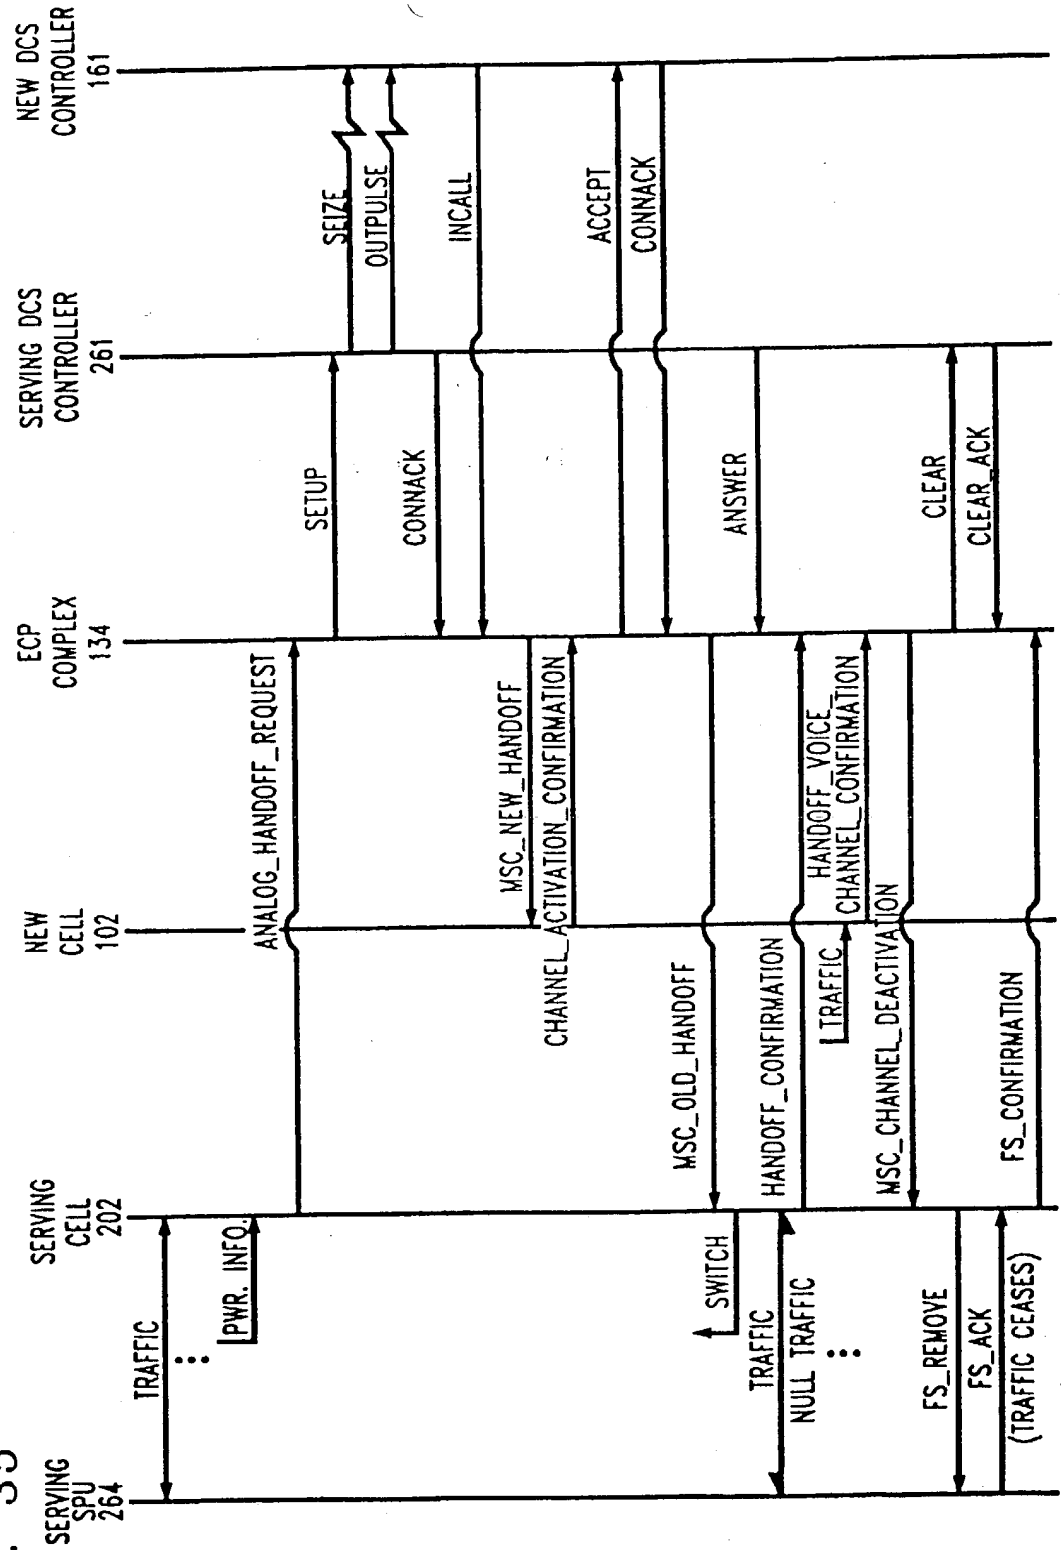 35
SERVING
SPU
264
SERVING
CELL
202
NEW
CELL
102
ECP
COMPLEX
134
SERVING DCS
CONTROLLER
261
NEW DCS
CONTROLLER
161
TRAFFIC
PWR. INFO.
ANALOG_HANDOFF_REQUEST
SETUP
SEIZE
OUTPULSE
CONNACK
INCALL
MSC_NEW_HANDOFF
CHANNEL_ACTIVATION_CONFIRMATION
ACCEPT
CONNACK
MSC_OLD_HANDOFF
SWITCH
ANSWER
TRAFFIC
NULL TRAFFIC
HANDOFF_CONFIRMATION
TRAFFIC
HANDOFF_VOICE_
CHANNEL_CONFIRMATION
MSC_CHANNEL_DEACTIVATION
CLEAR
FS_REMOVE
CLEAR_ACK
FS_ACK
(TRAFFIC CEASES)
FS_CONFIRMATION